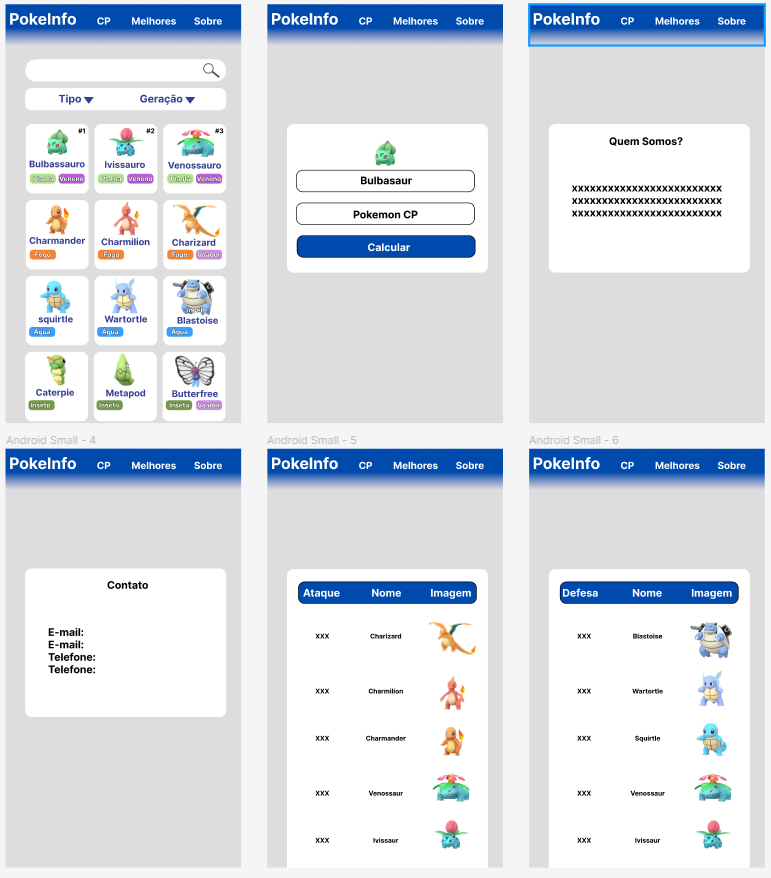 PokeInfo CP Melhores Sobre
Tipo Geração
#1 #2 #3
Bulbassauro Ivissauro Venossauro
Planta Veneno Planta Veneno Planta Veneno
Charmander Charmilion Charizard
Fogo Fogo Fogo Voador
Inseto
squirtle Wartortle Blastoise
Água Água Água
Caterpie Metapod Butterfree
Inseto Inseto Inseto Voador
PokeInfo CP Melhores Sobre
Bulbasaur
Pokemon CP
Calcular
PokeInfo CP Melhores Sobre
Quem Somos?
xxxxxxxxxxxxxxxxxxxxxxxxx
xxxxxxxxxxxxxxxxxxxxxxxxx
xxxxxxxxxxxxxxxxxxxxxxxxx
Android Small - 4
PokeInfo CP Melhores Sobre
Contato
E-mail:
E-mail:
Telefone:
Telefone:
Android Small - 5
PokeInfo CP Melhores Sobre
Ataque Nome Imagem
XXX Charizard
XXX Charmilion
XXX Charmander
XXX Venossaur
XXX Ivissaur
Android Small - 6
PokeInfo CP Melhores Sobre
Defesa Nome Imagem
XXX Blastoise
XXX Wartortle
XXX Squirtle
XXX Venossaur
XXX Ivissaur